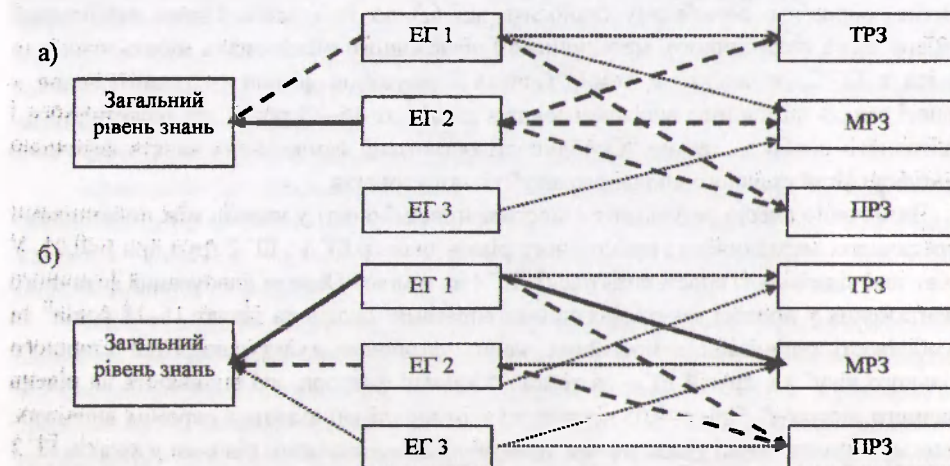 а)
ЕГ 1
ТРЗ
Загальний
рівень знань
ЕГ 2
МРЗ
ЕГ 3
ПРЗ
б)
ЕГ 1
ТРЗ
Загальний
рівень знань
ЕГ 2
МРЗ
ЕГ 3
ПРЗ